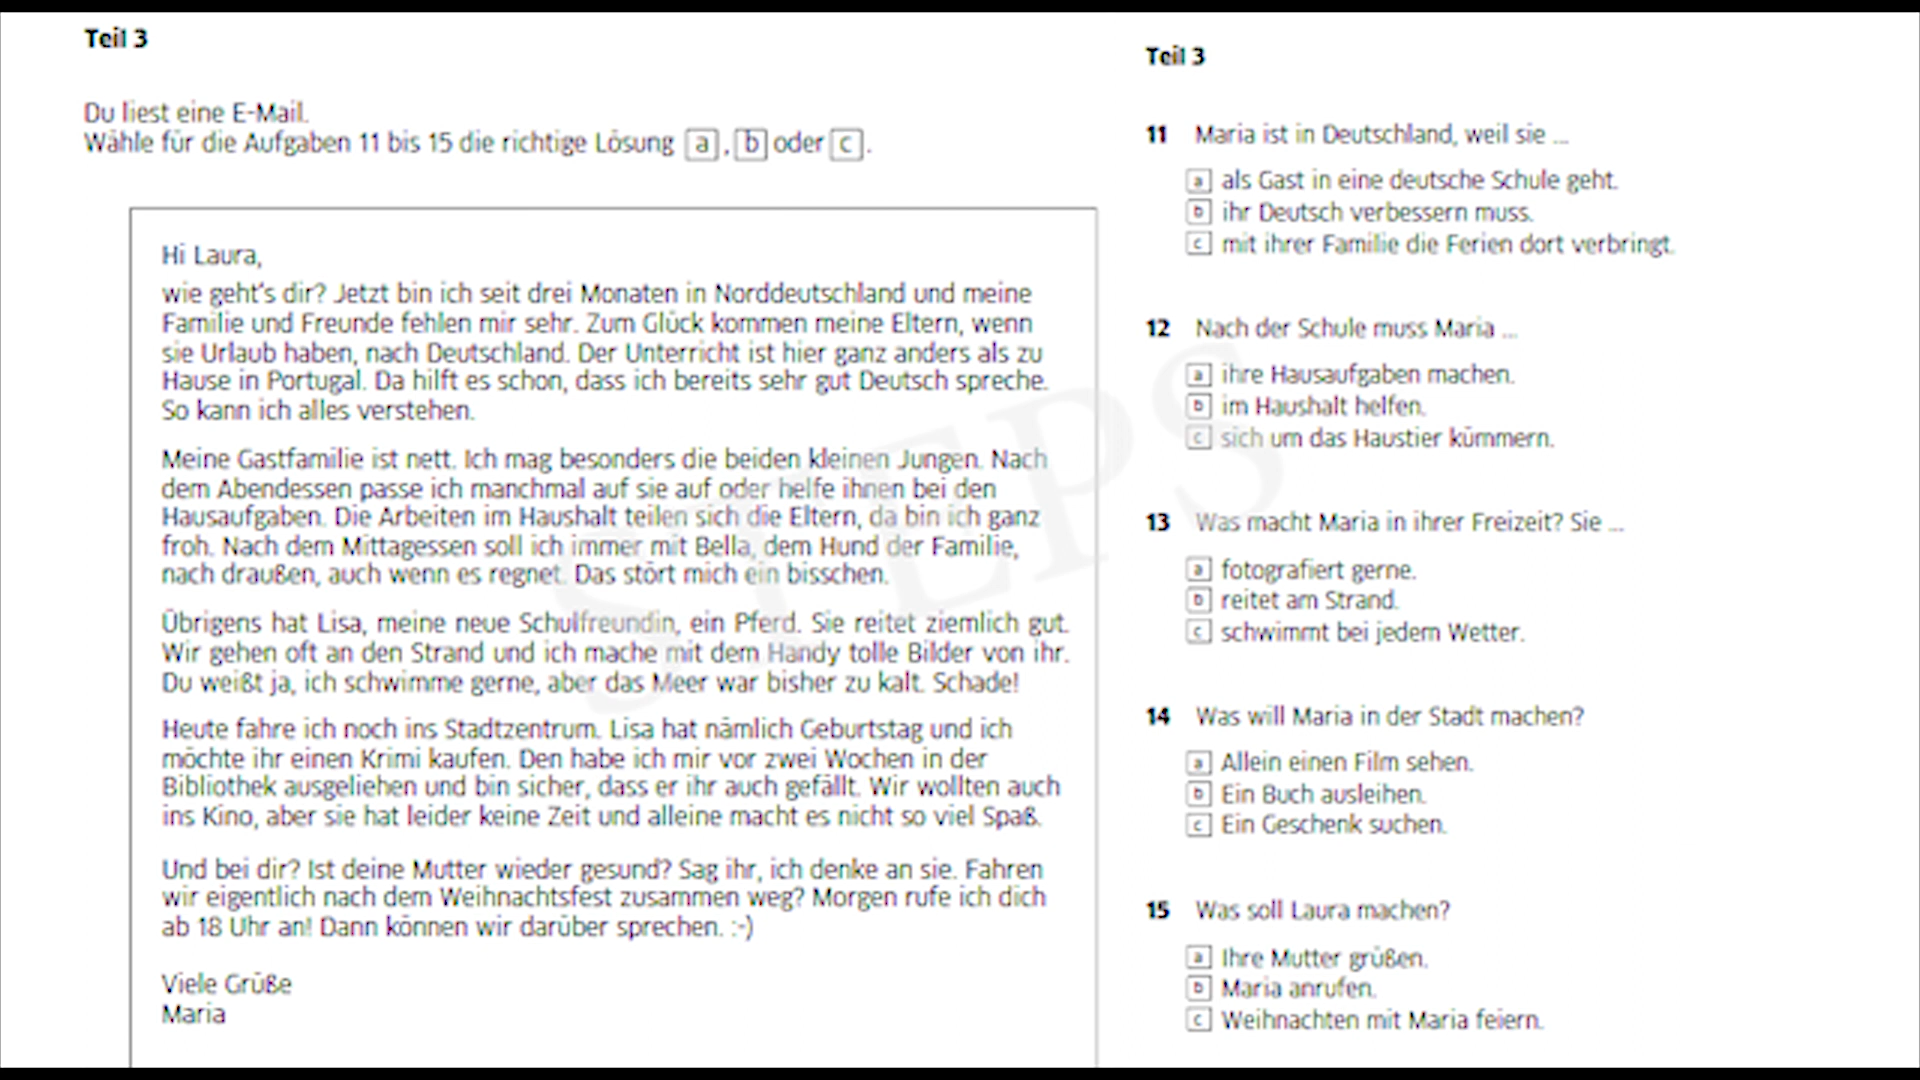 Teil 3
Du liest eine E-Mail.
Wähle für die Aufgaben 11 bis 15 die richtige Lösung a, b oder c.
Hi Laura,
wie geht's dir? Jetzt bin ich seit drei Monaten in Norddeutschland und meine
Familie und Freunde fehlen mir sehr. Zum Glück kommen meine Eltern, wenn
sie Urlaub haben, nach Deutschland. Der Unterricht ist hier ganz anders als zu
Hause in Portugal. Da hilft es schon, dass ich bereits sehr gut Deutsch spreche.
So kann ich alles verstehen.
Meine Gastfamilie ist nett. Ich mag besonders die beiden kleinen Jungen. Nach
dem Abendessen passe ich manchmal auf sie auf oder helfe ihnen bei den
Hausaufgaben. Die Arbeiten im Haushalt teilen sich die Eltern, da bin ich ganz
froh. Nach dem Mittagessen soll ich immer mit Bella, dem Hund der Familie,
nach draußen, auch wenn es regnet. Das stört mich ein bisschen.
Übrigens hat Lisa, meine neue Schulfreundin, ein Pferd. Sie reitet ziemlich gut.
Wir gehen oft an den Strand und ich mache mit dem Handy tolle Bilder von ihr.
Du weißt ja, ich schwimme gerne, aber das Meer war bisher zu kalt. Schade!
Heute fahre ich noch ins Stadtzentrum. Lisa hat nämlich Geburtstag und ich
möchte ihr einen Krimi kaufen. Den habe ich mir vor zwei Wochen in der
Bibliothek ausgeliehen und bin sicher, dass er ihr auch gefällt. Wir wollten auch
ins Kino, aber sie hat leider keine Zeit und alleine macht es nicht so viel Spaß.
Und bei dir? Ist deine Mutter wieder gesund? Sag ihr, ich denke an sie. Fahren
wir eigentlich nach dem Weihnachtsfest zusammen weg? Morgen rufe ich dich
ab 18 Uhr an! Dann können wir darüber sprechen. :-)
Viele Grüße
Maria
Teil 3
11 Maria ist in Deutschland, weil sie ...
a als Gast in eine deutsche Schule geht.
b ihr Deutsch verbessern muss.
c mit ihrer Familie die Ferien dort verbringt.
12 Nach der Schule muss Maria ...
a ihre Hausaufgaben machen.
b im Haushalt helfen.
c sich um das Haustier kümmern.
13 Was macht Maria in ihrer Freizeit? Sie ...
a fotografiert gerne.
b reitet am Strand.
c schwimmt bei jedem Wetter.
14 Was will Maria in der Stadt machen?
a Allein einen Film sehen.
b Ein Buch ausleihen.
c Ein Geschenk suchen.
15 Was soll Laura machen?
a Ihre Mutter grüßen.
b Maria anrufen.
c Weihnachten mit Maria feiern.
STEPS